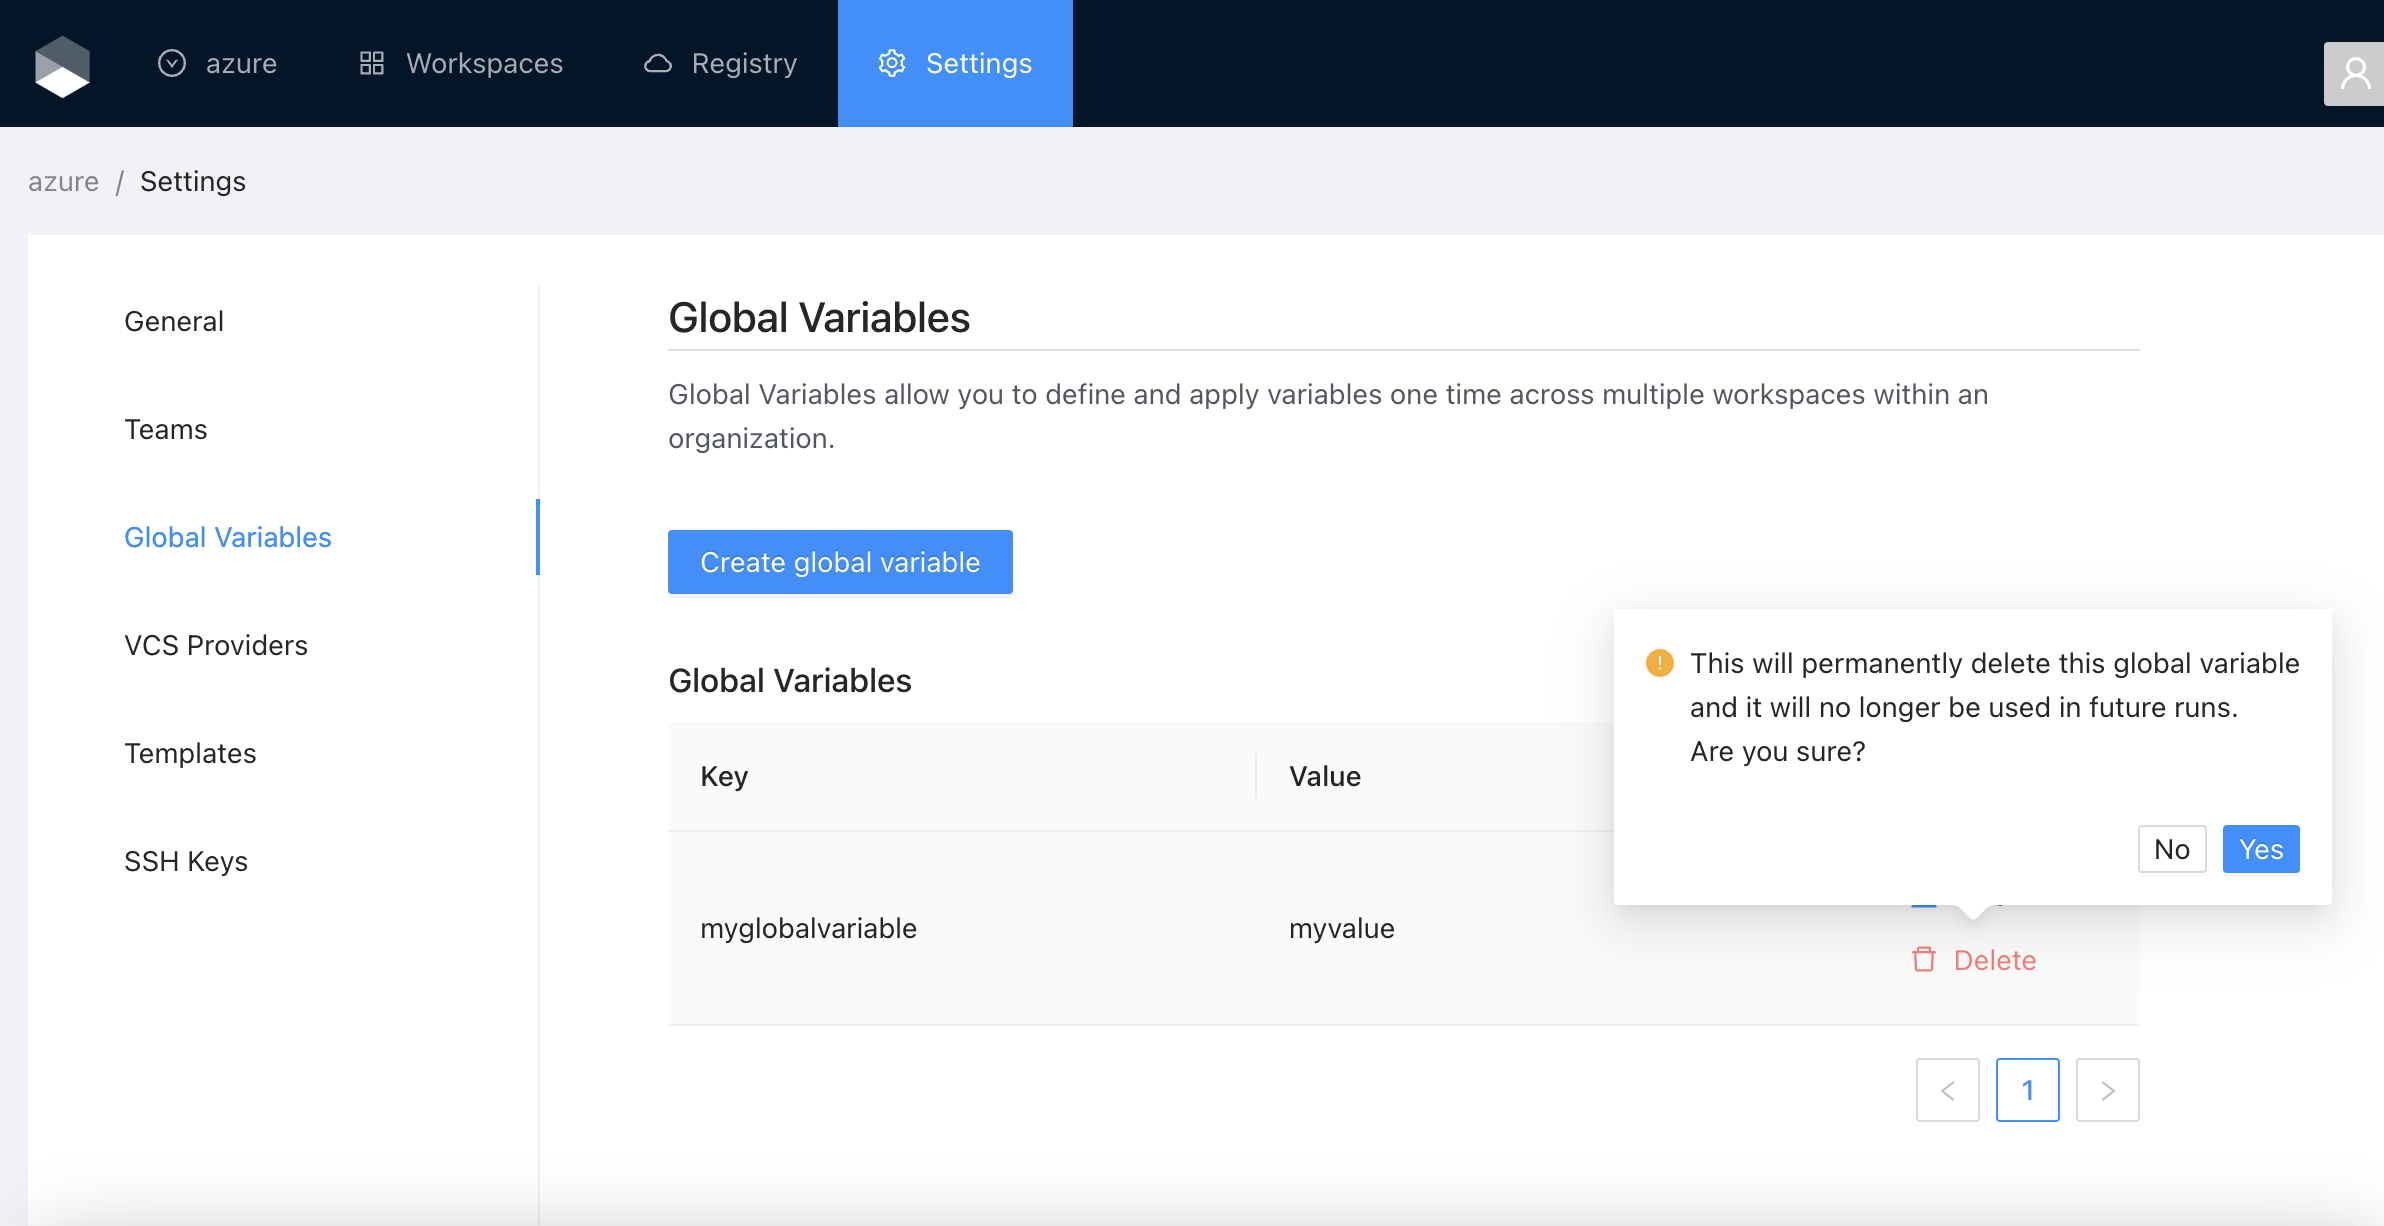 azure
Workspaces
Registry
Settings
azure / Settings
General
Teams
Global Variables
VCS Providers
Templates
SSH Keys
Global Variables
Global Variables allow you to define and apply variables one time across multiple workspaces within an
organization.
Create global variable
Global Variables
Key
Value
myglobalvariable
myvalue
This will permanently delete this global variable
and it will no longer be used in future runs.
Are you sure?
No
Yes
Delete
1